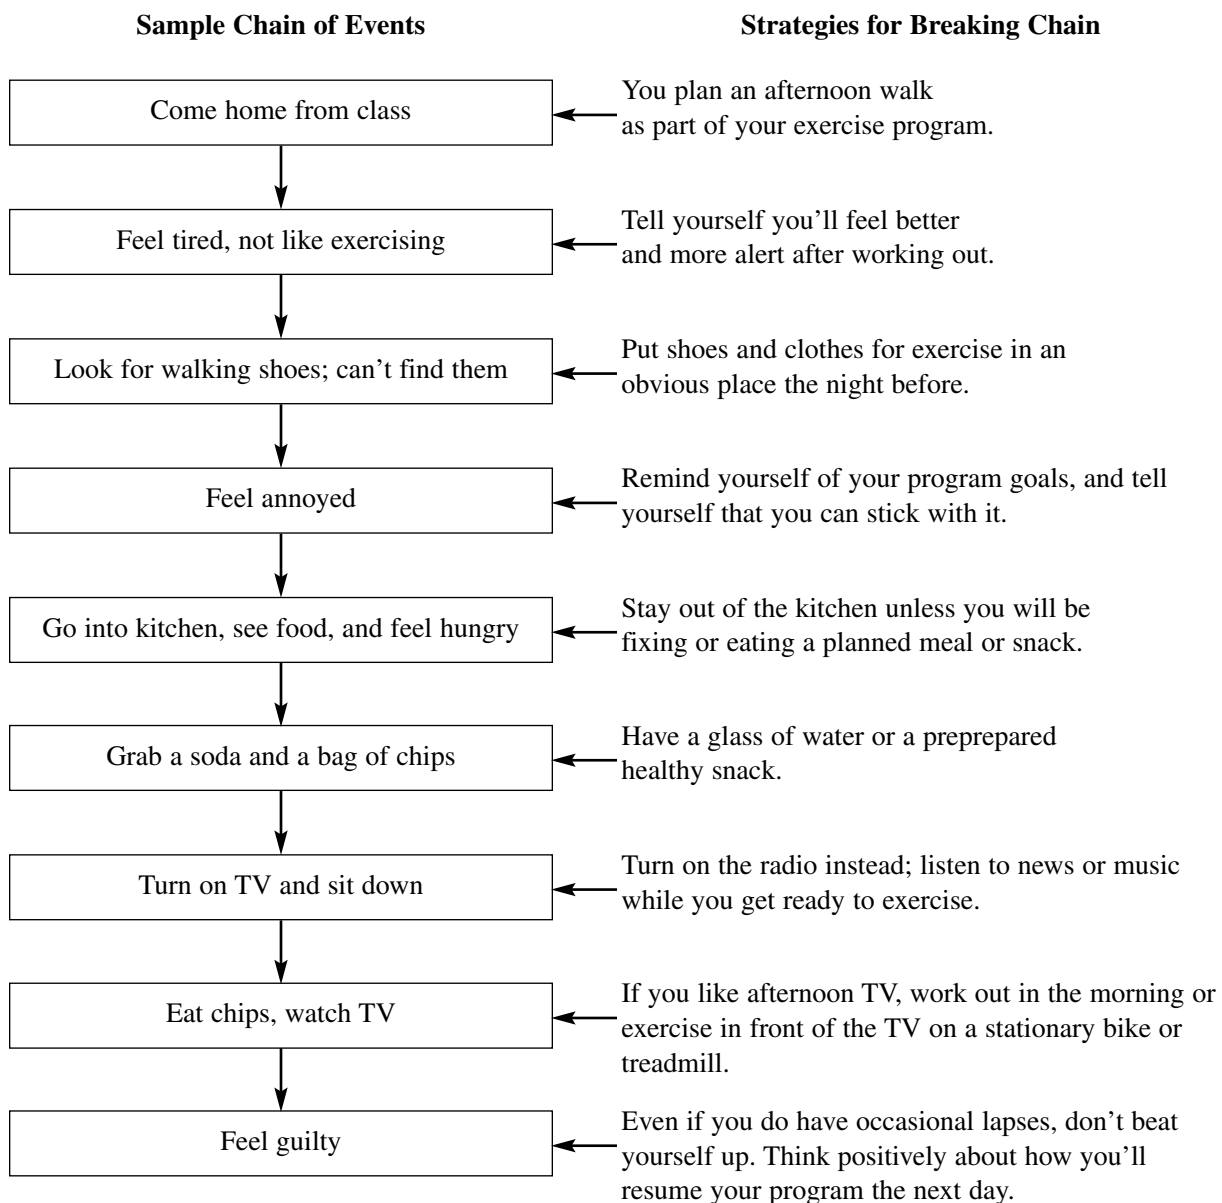 Sample Chain of Events
Strategies for Breaking Chain
Come home from class
You plan an afternoon walk
as part of your exercise program.
Feel tired, not like exercising
Tell yourself you’ll feel better
and more alert after working out.
Look for walking shoes; can’t find them
Put shoes and clothes for exercise in an
obvious place the night before.
Feel annoyed
Remind yourself of your program goals, and tell
yourself that you can stick with it.
Go into kitchen, see food, and feel hungry
Stay out of the kitchen unless you will be
fixing or eating a planned meal or snack.
Grab a soda and a bag of chips
Have a glass of water or a preprepared
healthy snack.
Turn on TV and sit down
Turn on the radio instead; listen to news or music
while you get ready to exercise.
Eat chips, watch TV
If you like afternoon TV, work out in the morning or
exercise in front of the TV on a stationary bike or
treadmill.
Feel guilty
Even if you do have occasional lapses, don’t beat
yourself up. Think positively about how you’ll
resume your program the next day.